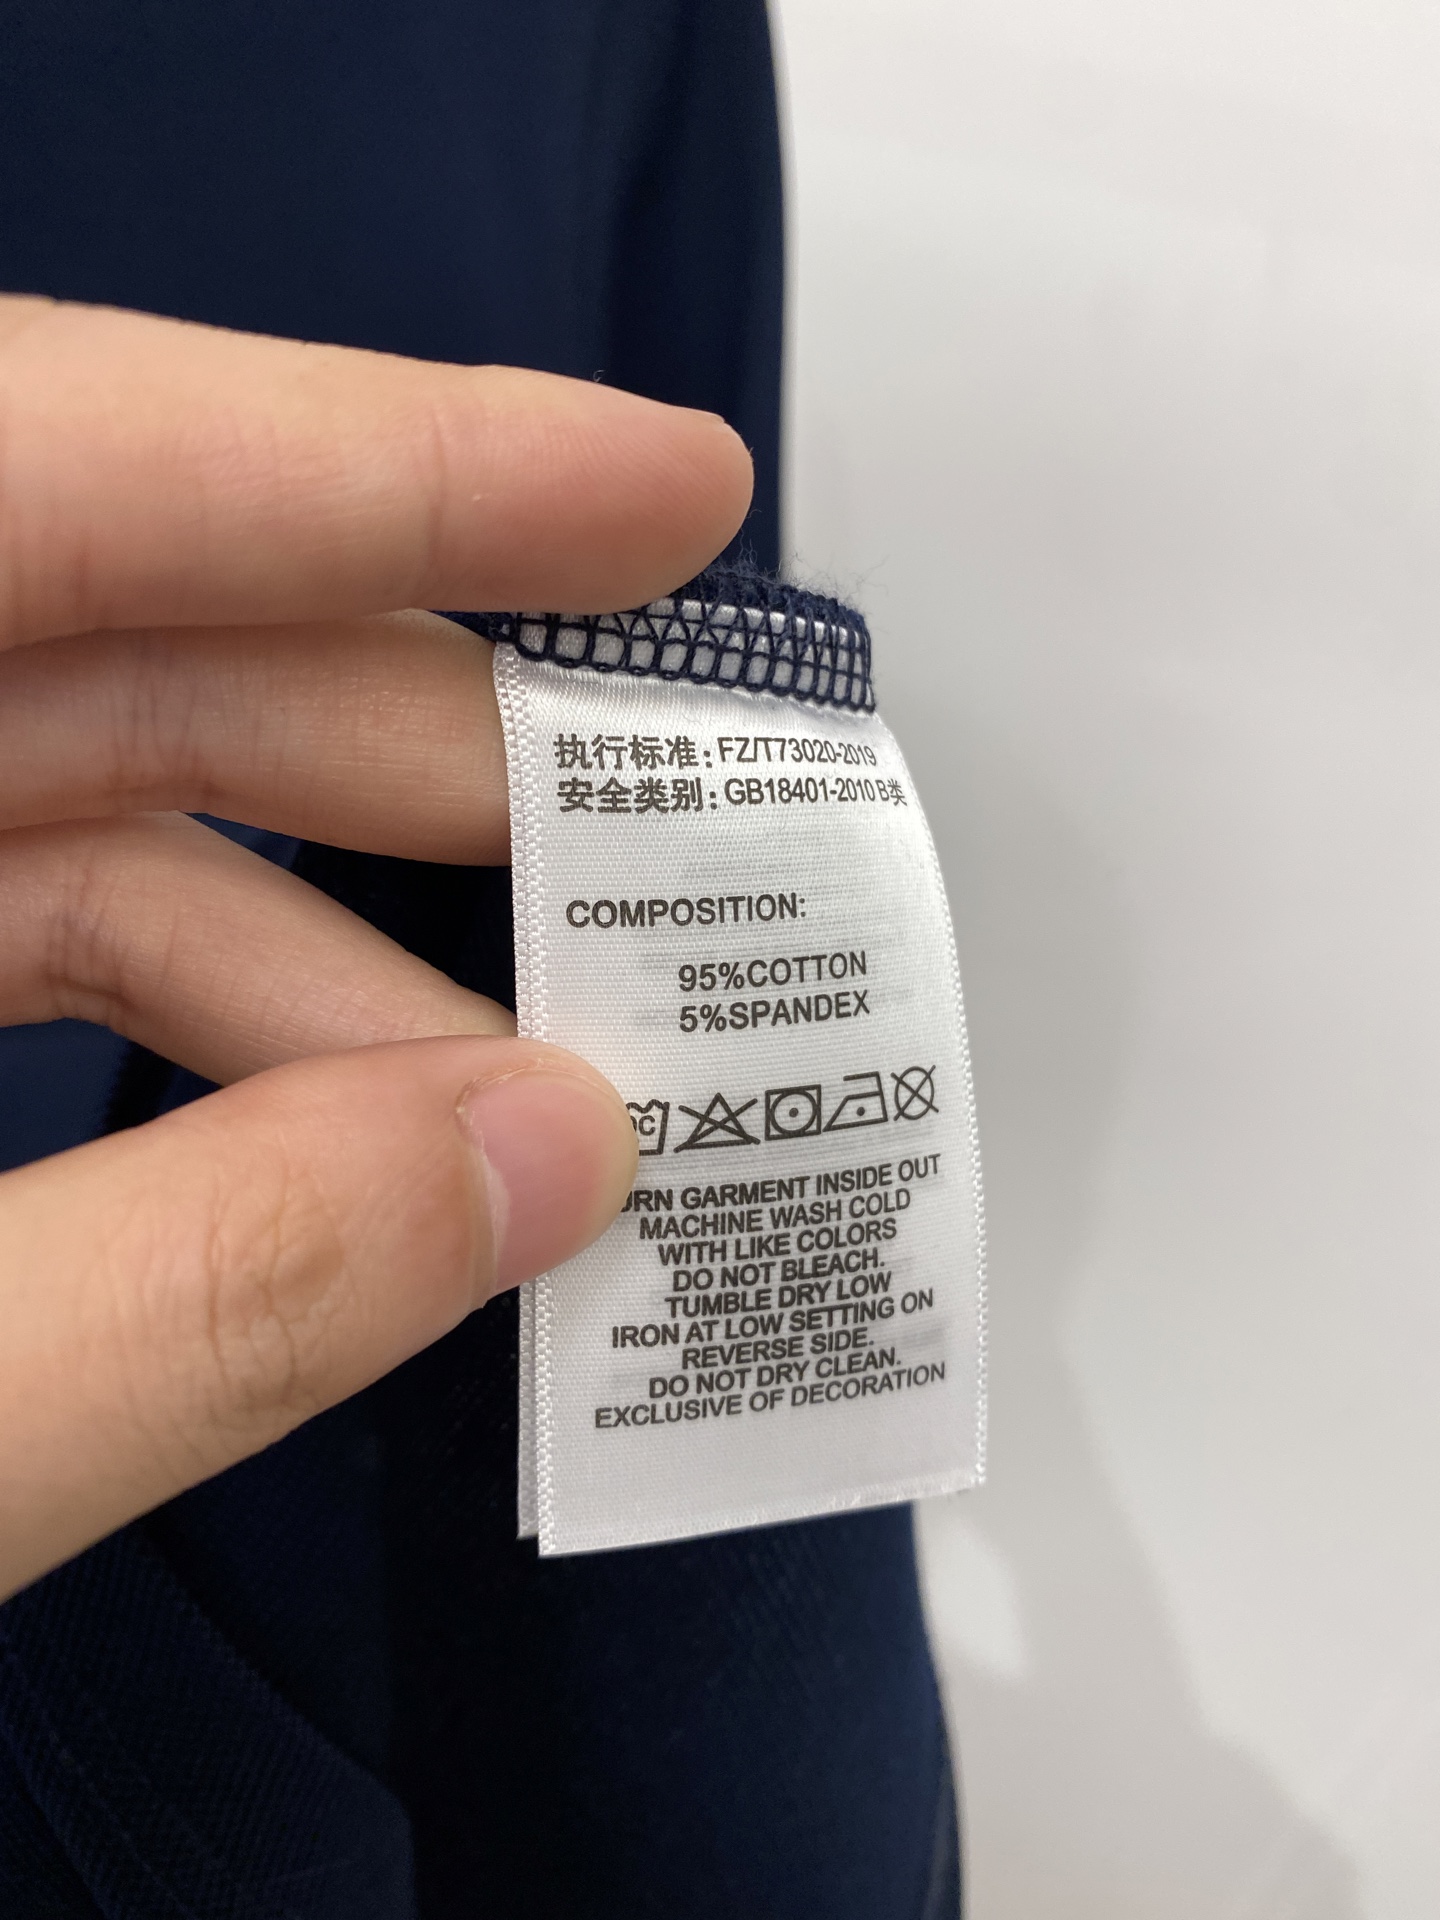 执行标准: FZ/T73020-2019
安全类别: GB18401-2010 B类
COMPOSITION:
95%COTTON
5%SPANDEX
GARMENT INSIDE OUT
MACHINE WASH COLD
WITH LIKE COLORS
DO NOT BLEACH.
TUMBLE DRY LOW
IRON AT LOW SETTING ON
REVERSE SIDE.
DO NOT DRY CLEAN.
EXCLUSIVE OF DECORATION